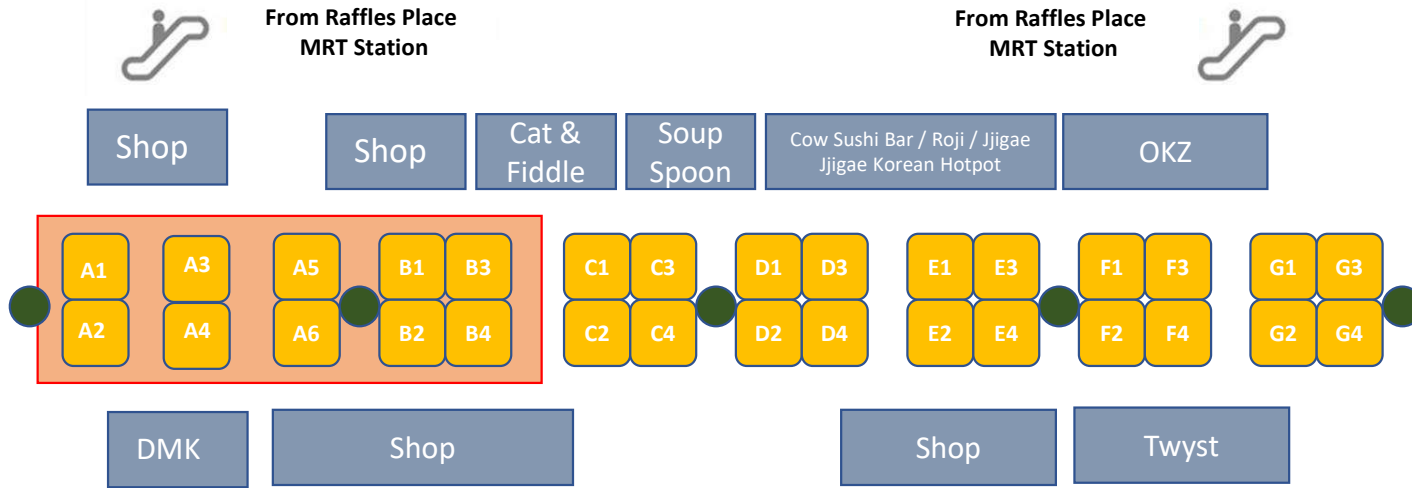 From Raffles Place
MRT Station
From Raffles Place
MRT Station
Shop
Shop
Cat &
Fiddle
Soup
Spoon
Cow Sushi Bar / Roji / Jjigae
Jjigae Korean Hotpot
OKZ
A1
A3
A5
B1
B3
C1
C3
D1
D3
E1
E3
F1
F3
G1
G3
A2
A4
A6
B2
B4
C2
C4
D2
D4
E2
E4
F2
F4
G2
G4
DMK
Shop
Shop
Twyst